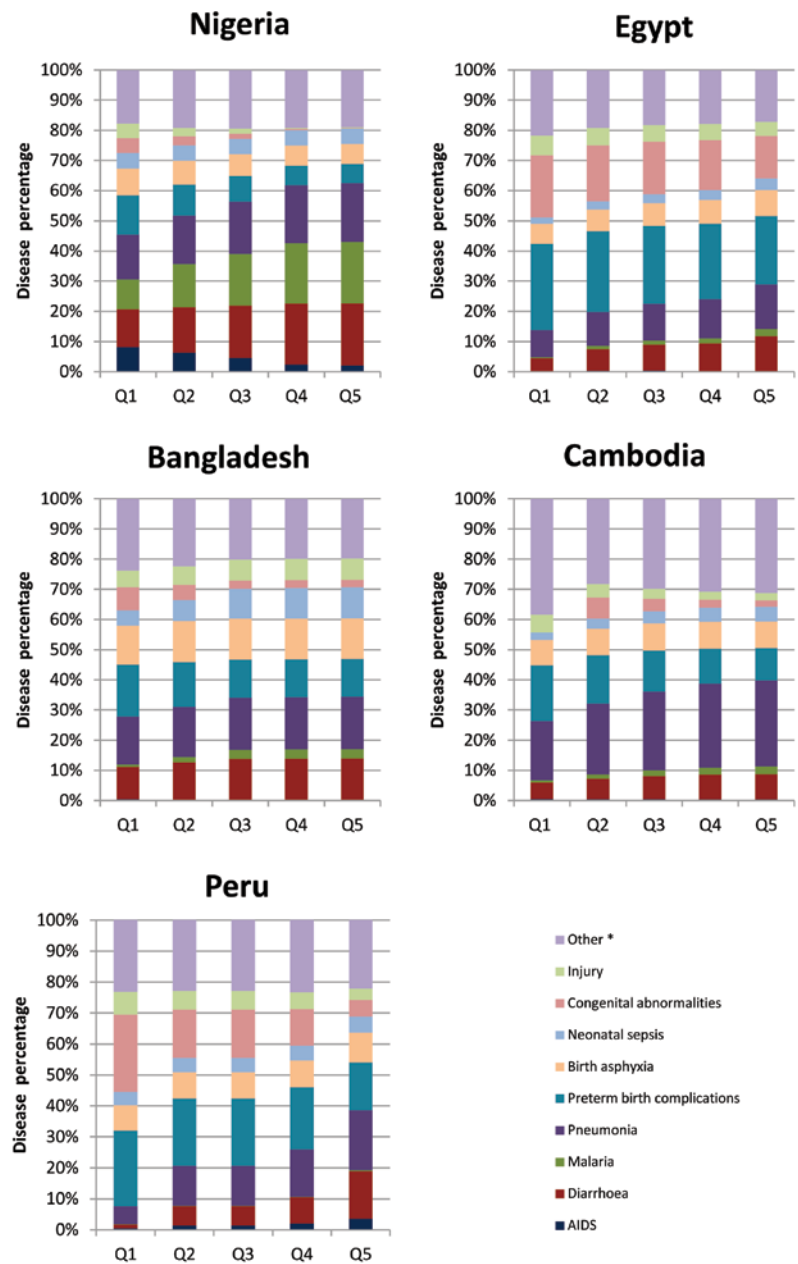 Nigeria
Disease percentage
100%
90%
80%
70%
60%
50%
40%
30%
20%
10%
0%
Q1 Q2 Q3 Q4 Q5
Egypt
Disease percentage
100%
90%
80%
70%
60%
50%
40%
30%
20%
10%
0%
Q1 Q2 Q3 Q4 Q5
Bangladesh
Disease percentage
100%
90%
80%
70%
60%
50%
40%
30%
20%
10%
0%
Q1 Q2 Q3 Q4 Q5
Cambodia
Disease percentage
100%
90%
80%
70%
60%
50%
40%
30%
20%
10%
0%
Q1 Q2 Q3 Q4 Q5
Peru
Disease percentage
100%
90%
80%
70%
60%
50%
40%
30%
20%
10%
0%
Q1 Q2 Q3 Q4 Q5
Other *
Injury
Congenital abnormalities
Neonatal sepsis
Birth asphyxia
Preterm birth complications
Pneumonia
Malaria
Diarrhoea
AIDS